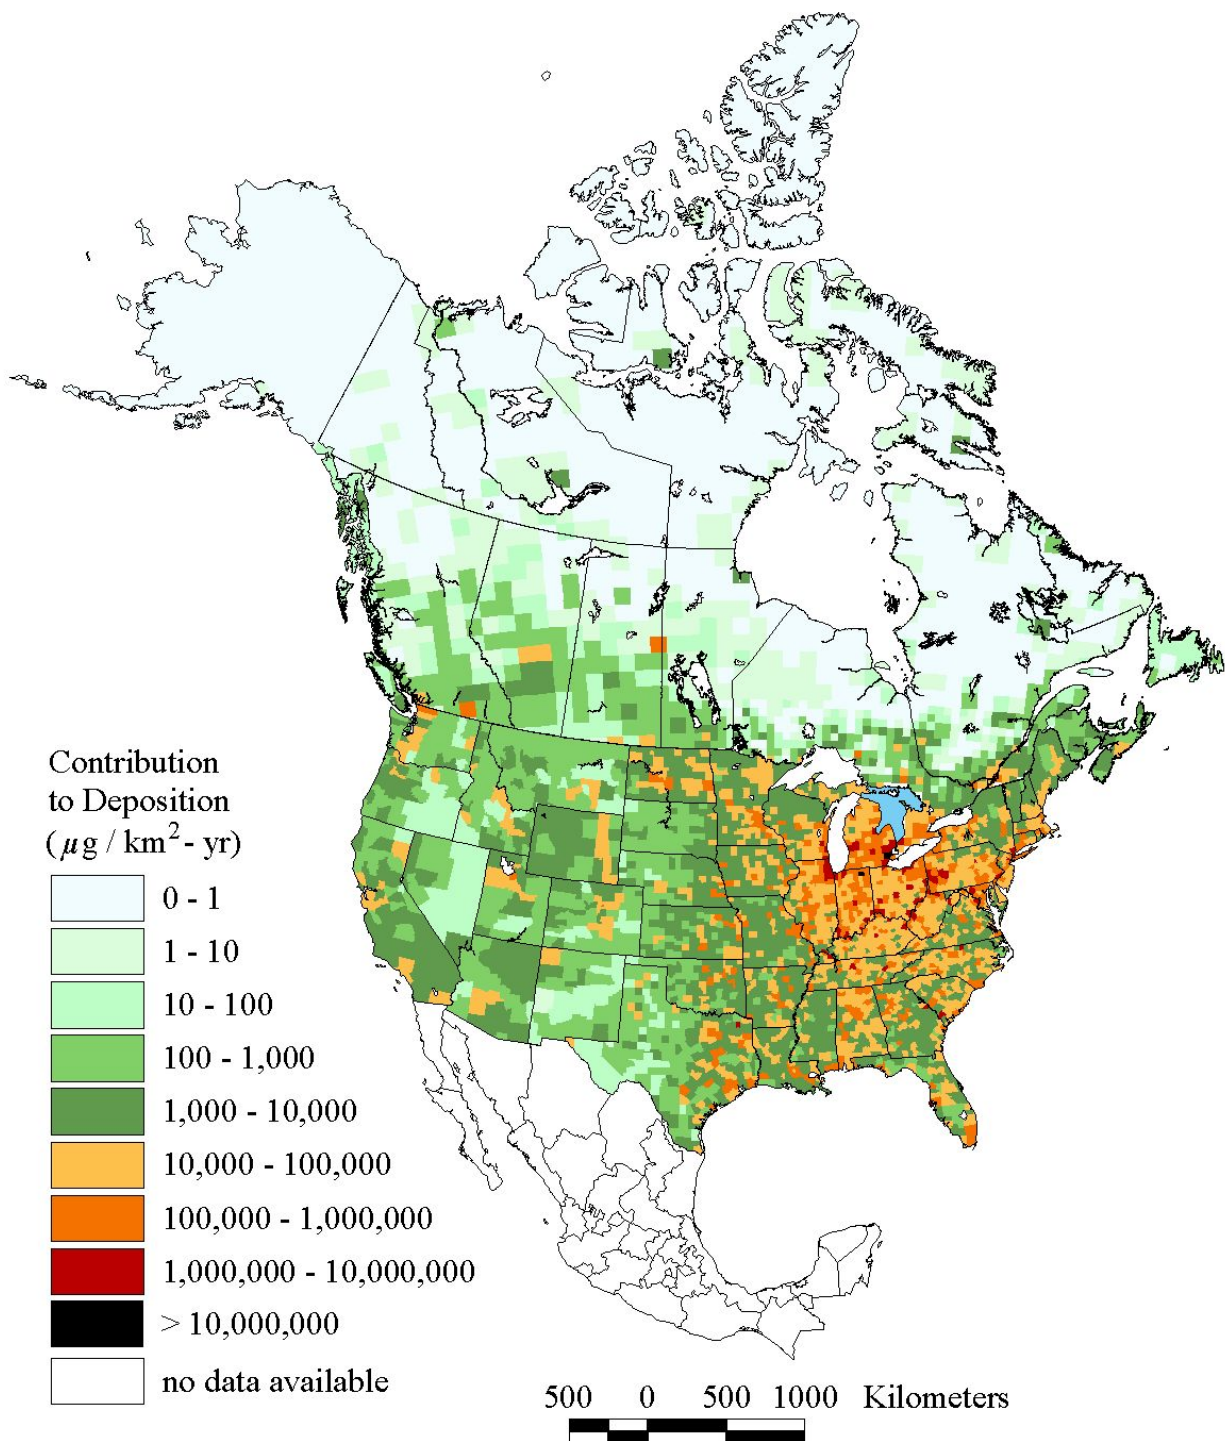 Contribution
to Deposition
(µg / km² - yr)
0 - 1
1 - 10
10 - 100
100 - 1,000
1,000 - 10,000
10,000 - 100,000
100,000 - 1,000,000
1,000,000 - 10,000,000
> 10,000,000
no data available
500 0 500 1000 Kilometers